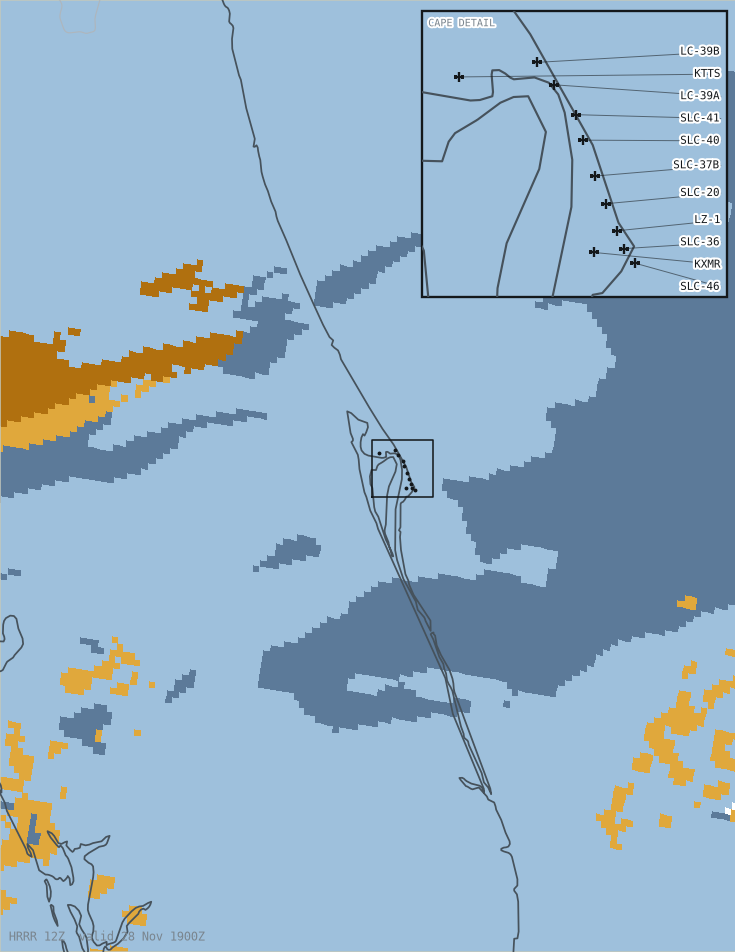 CAPE DETAIL
LC-39B
KTTS
LC-39A
SLC-41
SLC-40
SLC-37B
SLC-20
LZ-1
SLC-36
KXMR
SLC-46
HRRR 12Z  valid 28 Nov 1900Z